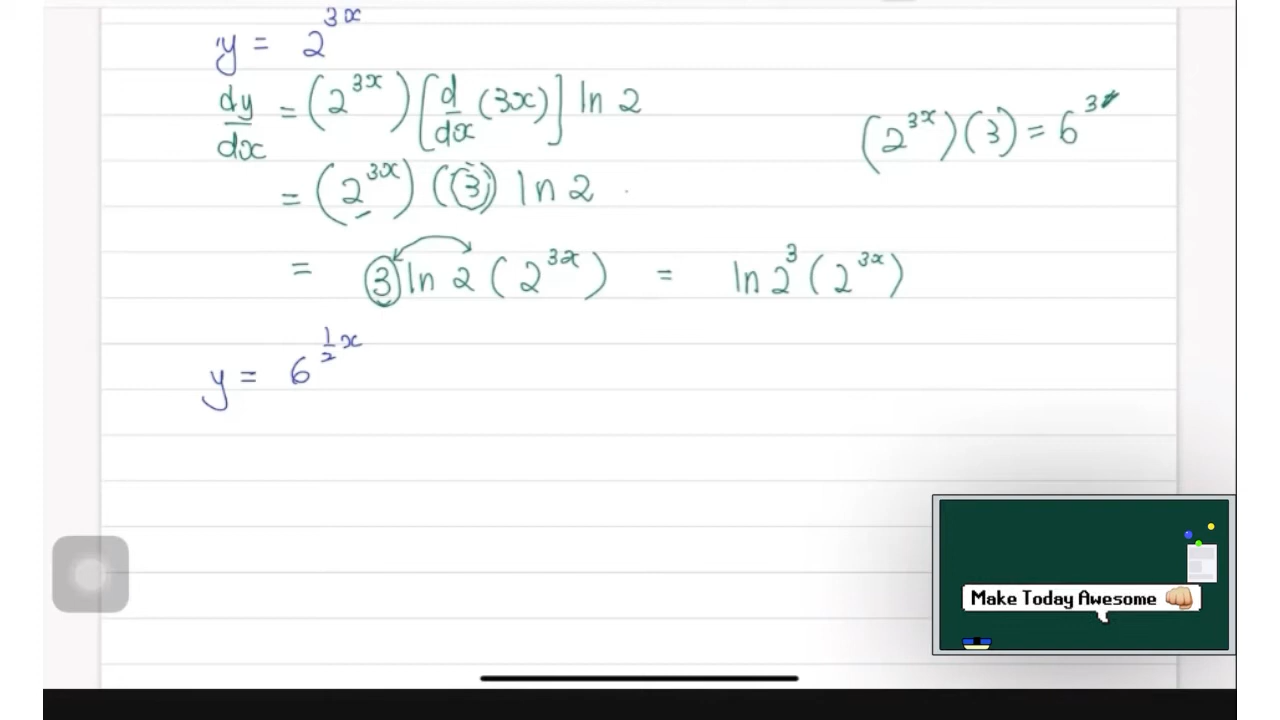 y = 2^{3x}
dy/dx = (2^{3x}) [d/dx (3x)] ln 2
(2^{3x})(3) = 6^{3x}
= (2^{3x}) (3) ln 2
= 3 ln 2 (2^{3x}) = ln 2^3 (2^{3x})
y = 6^{1/2 x}
Make Today Awesome 👊